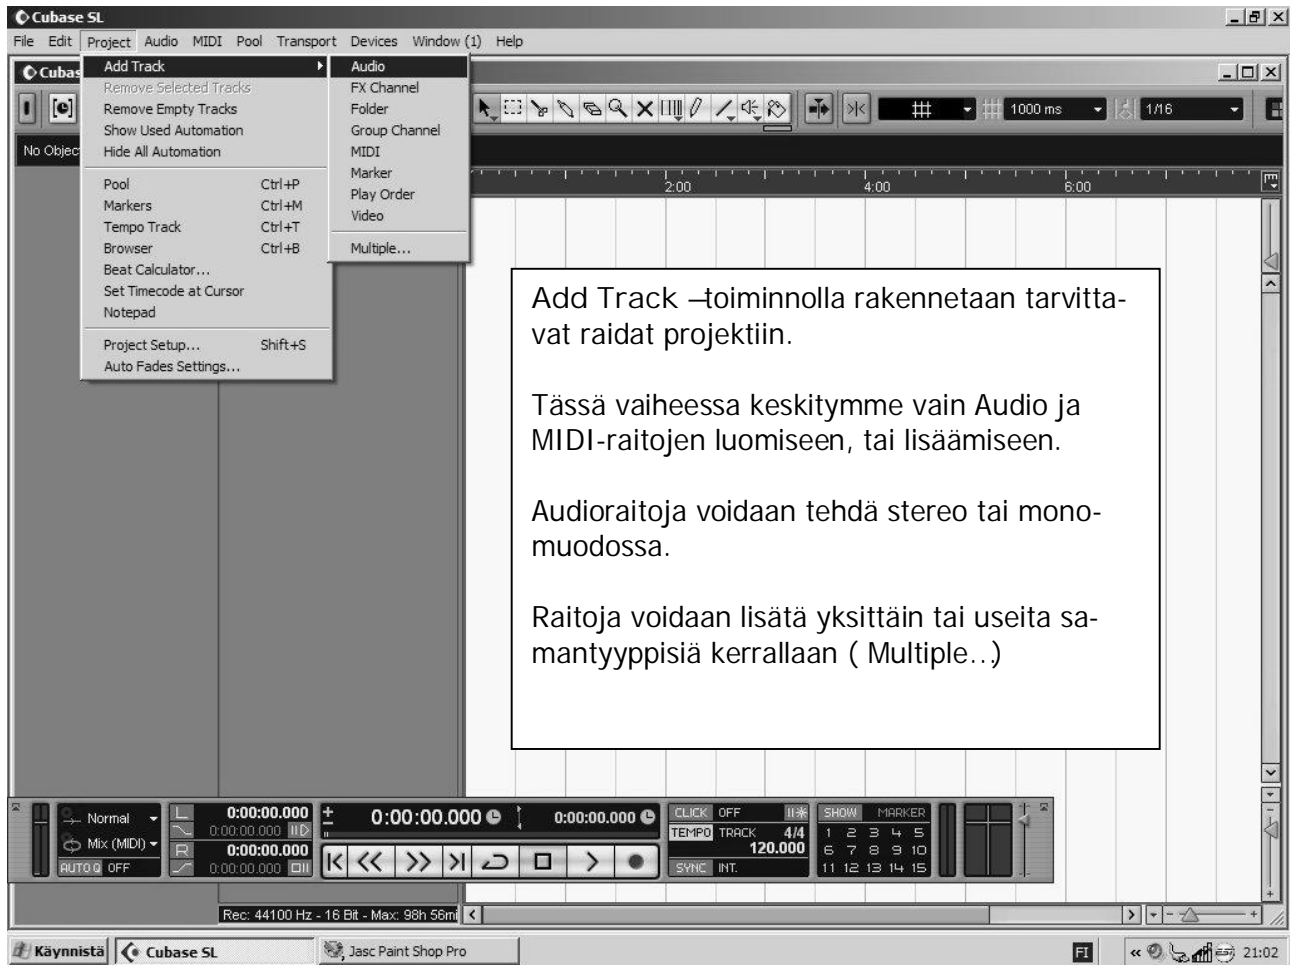 Cubase SL
File Edit Project Audio MIDI Pool Transport Devices Window (1) Help
Cubas
Add Track
Remove Selected Tracks
Remove Empty Tracks
Show Used Automation
Hide All Automation
Pool Ctrl+P
Markers Ctrl+M
Tempo Track Ctrl+T
Browser Ctrl+B
Beat Calculator...
Set Timecode at Cursor
Notepad
Project Setup... Shift+S
Auto Fades Settings...
Audio
FX Channel
Folder
Group Channel
MIDI
Marker
Play Order
Video
Multiple...
1000 ms 1/16
No Objec
2:00 4:00 6:00
Add Track –toiminnolla rakennetaan tarvitta-
vat raidat projektiin.
Tässä vaiheessa keskitymme vain Audio ja
MIDI-raitojen luomiseen, tai lisäämiseen.
Audioraitoja voidaan tehdä stereo tai mono-
muodossa.
Raitoja voidaan lisätä yksittäin tai useita sa-
mantyyppisiä kerrallaan ( Multiple...)
Normal
Mix (MIDI)
AUTO Q OFF
L 0:00:00.000
0:00:00.000
R 0:00:00.000
0:00:00.000
0:00:00.000 0:00:00.000
CLICK OFF
TEMPO TRACK 4/4
120.000
SYNC INT.
SHOW MARKER
1 2 3 4 5
6 7 8 9 10
11 12 13 14 15
Rec: 44100 Hz - 16 Bit - Max: 98h 56mi
Käynnistä Cubase SL Jasc Paint Shop Pro FI 21:02